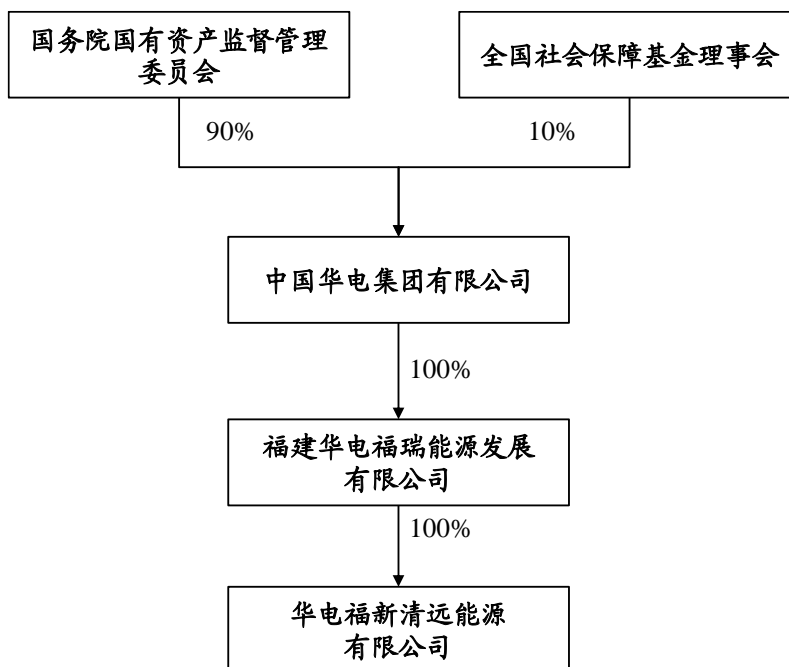 国务院国有资产监督管理
委员会
全国社会保障基金理事会
90%
10%
中国华电集团有限公司
100%
福建华电福瑞能源发展
有限公司
100%
华电福新清远能源
有限公司